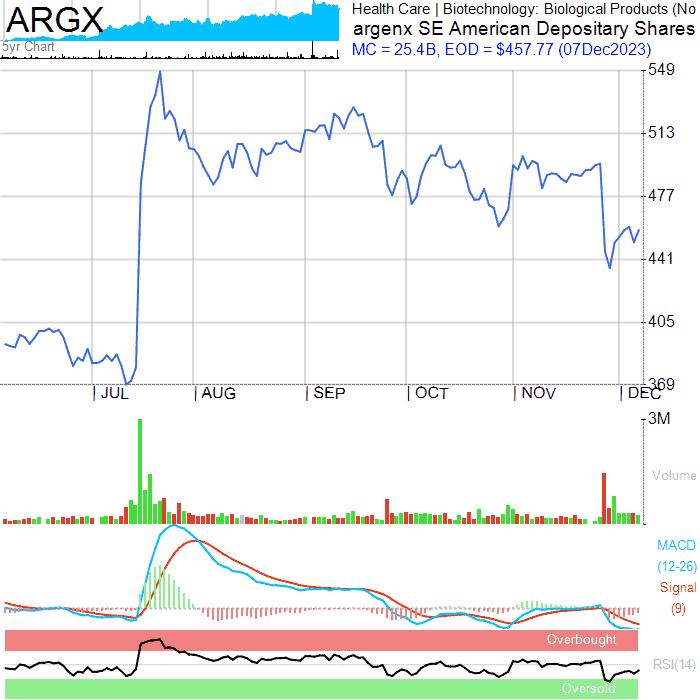 ARGX
5yr Chart
Health Care | Biotechnology: Biological Products (No
argenx SE American Depositary Shares
MC = 25.4B, EOD = $457.77 (07Dec2023)
549
513
477
441
405
369
| JUL | AUG | SEP | OCT | NOV | DEC
3M
Volume
MACD
(12-26)
Signal
(9)
Overbought
RSI(14)
Oversold